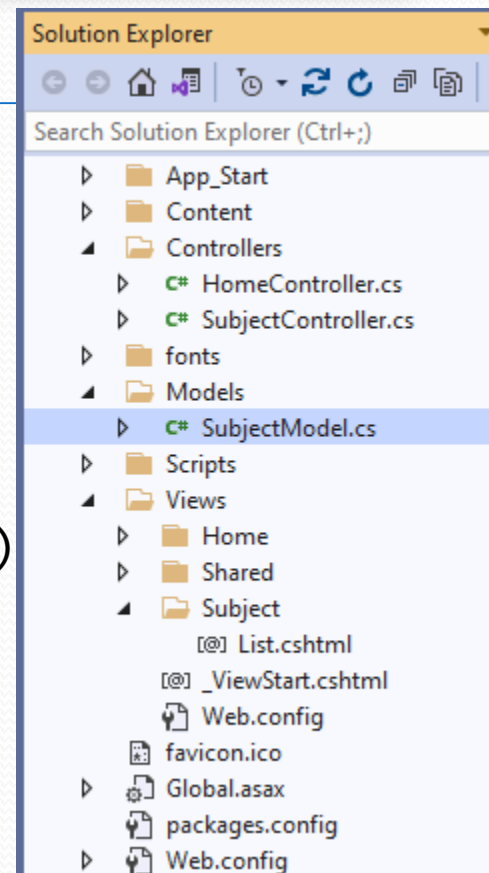 Solution Explorer
Search Solution Explorer (Ctrl+;)
App_Start
Content
Controllers
C# HomeController.cs
C# SubjectController.cs
fonts
Models
C# SubjectModel.cs
Scripts
Views
Home
Shared
)
Subject
[@] List.cshtml
[@] _ViewStart.cshtml
Web.config
favicon.ico
Global.asax
packages.config
Web.config